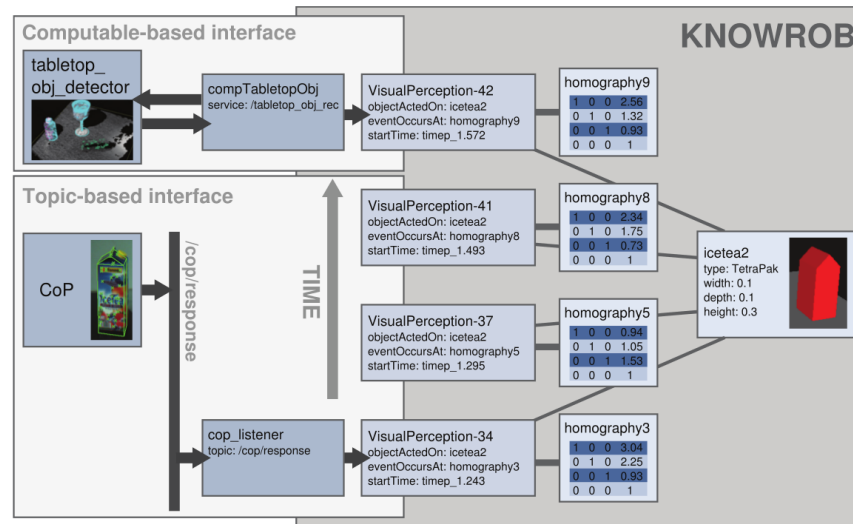 Computable-based interface
KNOWROB
tabletop_
obj_detector
compTabletopObj
service: /tabletop_obj_rec
VisualPerception-42
objectActedOn: icetea2
eventOccursAt: homography9
startTime: timep_1.572
homography9
1 0 0 2.56
0 1 0 1.32
0 0 1 0.93
0 0 0 1
Topic-based interface
CoP
/cop/response
TIME
VisualPerception-41
objectActedOn: icetea2
eventOccursAt: homography8
startTime: timep_1.493
homography8
1 0 0 2.34
0 1 0 1.75
0 0 1 0.73
0 0 0 1
icetea2
type: TetraPak
width: 0.1
depth: 0.1
height: 0.3
VisualPerception-37
objectActedOn: icetea2
eventOccursAt: homography5
startTime: timep_1.295
homography5
1 0 0 0.94
0 1 0 1.05
0 0 1 1.53
0 0 0 1
cop_listener
topic: /cop/response
VisualPerception-34
objectActedOn: icetea2
eventOccursAt: homography3
startTime: timep_1.243
homography3
1 0 0 3.04
0 1 0 2.25
0 0 1 0.93
0 0 0 1